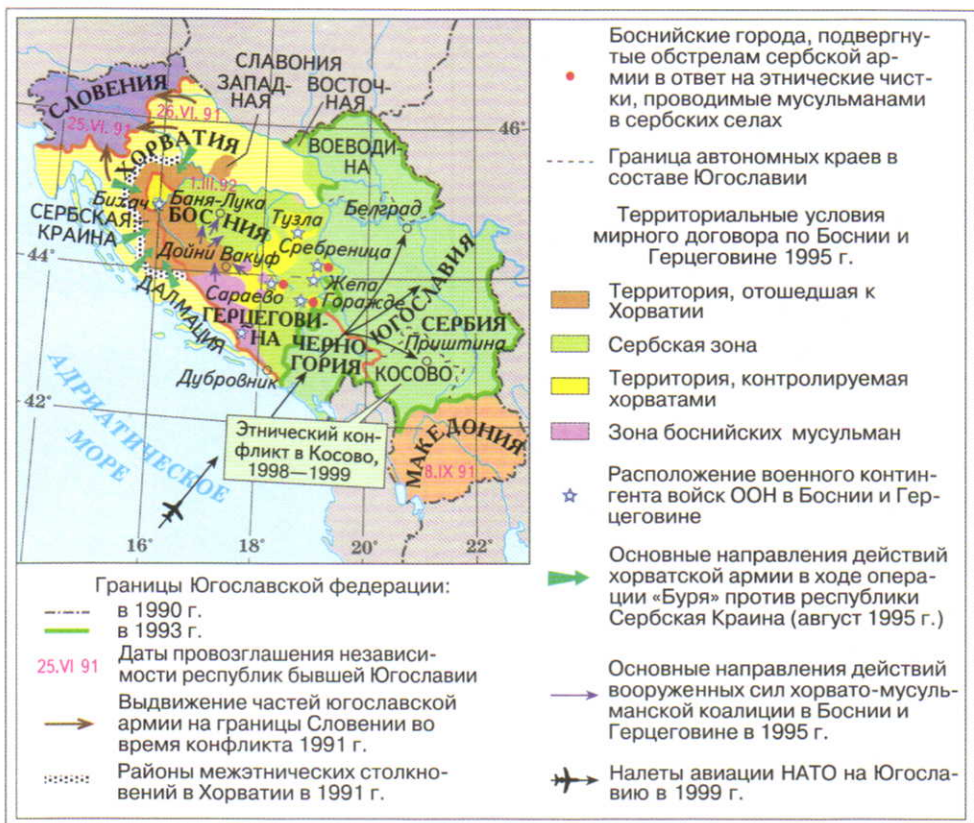 СЛОВЕНИЯ
25.VI. 91
26.VI. 91
СЛАВОНИЯ
ЗАПАД-
НАЯ
ВОСТОЧ-
НАЯ
ХОРВАТИЯ
ВОЕВОДИ-
НА
46°
1.III.92
Бихач
Баня-Лука
БОСНИЯ
Тузла
Белград
СЕРБСКАЯ
КРАИНА
Сребреница
44°
Дойни Вакуф
Жепа
Сараево
Горажде
44°
ЮГОСЛАВИЯ
ДАЛМАЦИЯ
ГЕРЦЕГОВИ-
НА
СЕРБИЯ
ЧЕРНО-
ГОРИЯ
Приштина
КОСОВО
Дубровник
42°
АДРИАТИЧЕСКОЕ
МОРЕ
Этнический кон-
фликт в Косово,
1998—1999
МАКЕДОНИЯ
8.IX 91
16°
18°
20°
22°
Границы Югославской федерации:
в 1990 г.
в 1993 г.
25.VI 91
Даты провозглашения независи-
мости республик бывшей Югославии
Выдвижение частей югославской
армии на границы Словении во
время конфликта 1991 г.
Районы межэтнических столкно-
вений в Хорватии в 1991 г.
Боснийские города, подвергну-
тые обстрелам сербской ар-
мии в ответ на этнические чист-
ки, проводимые мусульманами
в сербских селах
Граница автономных краев в
составе Югославии
Территориальные условия
мирного договора по Боснии и
Герцеговине 1995 г.
Территория, отошедшая к
Хорватии
Сербская зона
Территория, контролируемая
хорватами
Зона боснийских мусульман
Расположение военного контин-
гента войск ООН в Боснии и Гер-
цеговине
Основные направления действий
хорватской армии в ходе опера-
ции «Буря» против республики
Сербская Краина (август 1995 г.)
Основные направления действий
вооруженных сил хорвато-мусуль-
манской коалиции в Боснии и
Герцеговине в 1995 г.
Налеты авиации НАТО на Югосла-
вию в 1999 г.